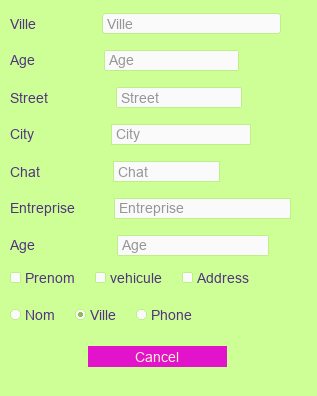 Ville Ville
Age Age
Street Street
City City
Chat Chat
Entreprise Entreprise
Age Age
Prenom vehicule Address
Nom Ville Phone
Cancel